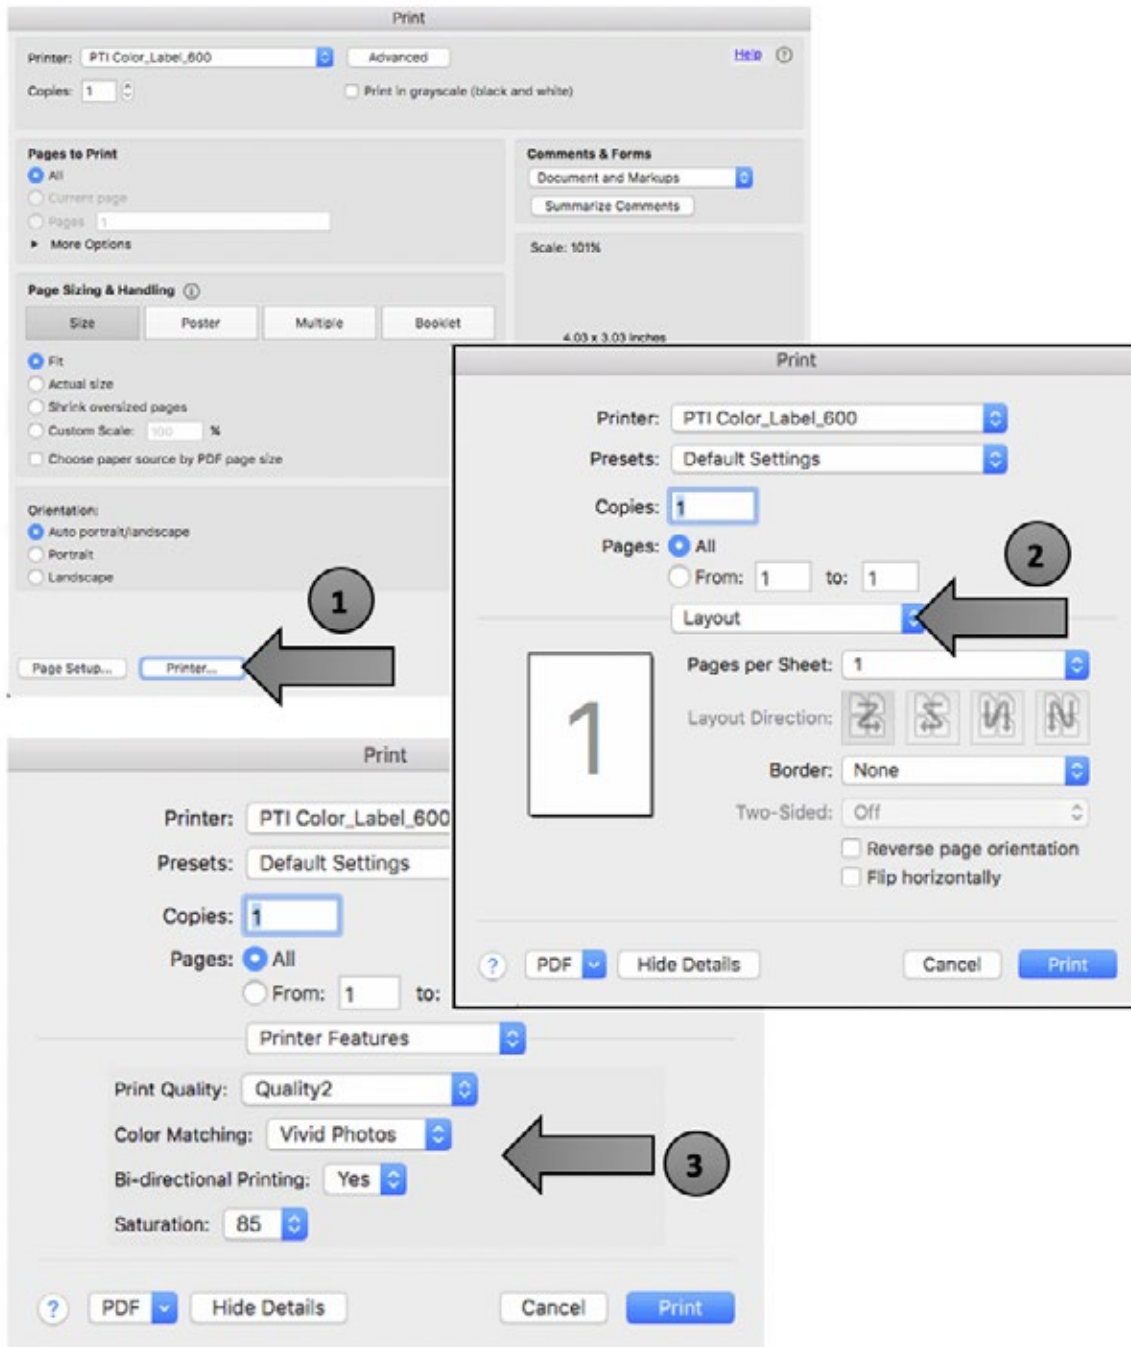 Print
Printer: PTI Color_Label_600 Advanced Help ?
Copies: 1 Print in grayscale (black and white)
Pages to Print
All
Current page
Pages 1
More Options
Comments & Forms
Document and Markups
Summarize Comments
Scale: 101%
Page Sizing & Handling i
Size Poster Multiple Booklet
4.03 x 3.03 Inches
Fit
Actual size
Shrink oversized pages
Custom Scale: 100 %
Choose paper source by PDF page size
Orientation:
Auto portrait/landscape
Portrait
Landscape
1
Page Setup... Printer...
Print
Printer: PTI Color_Label_600
Presets: Default Settings
Copies: 1
Pages: All
From: 1 to: 1
2
Layout
Pages per Sheet: 1
1
Layout Direction:
Border: None
Two-Sided: Off
Reverse page orientation
Flip horizontally
? PDF Hide Details Cancel Print
Print
Printer: PTI Color_Label_600
Presets: Default Settings
Copies: 1
Pages: All
From: 1 to:
Printer Features
Print Quality: Quality2
Color Matching: Vivid Photos
3
Bi-directional Printing: Yes
Saturation: 85
? PDF Hide Details Cancel Print